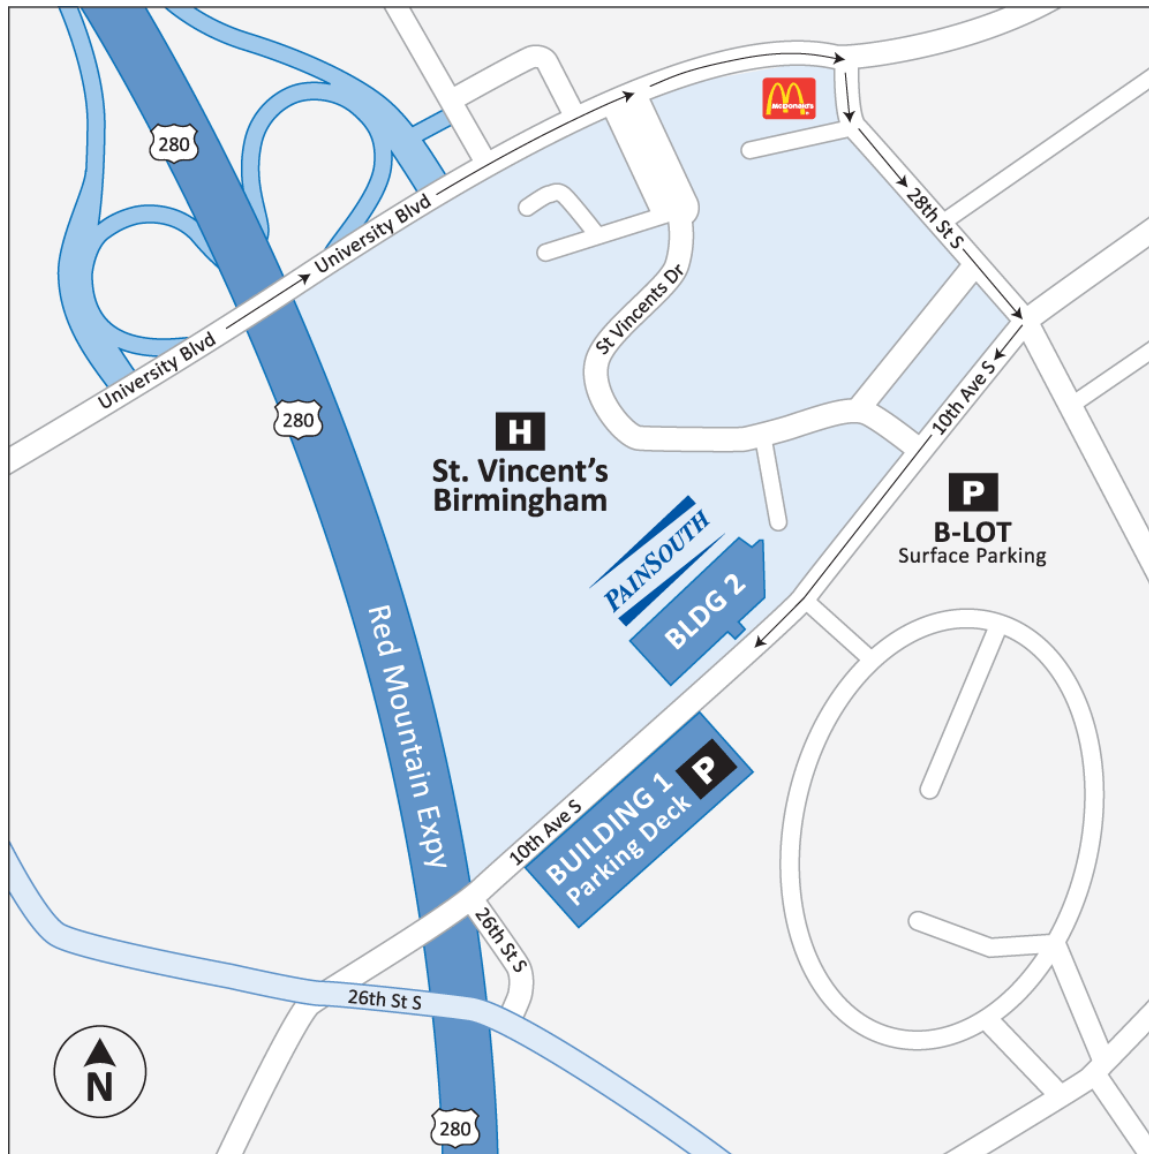 McDonald's
280
University Blvd
28th St S
St Vincents Dr
University Blvd
10th Ave S
280
H
St. Vincent's
Birmingham
P
B-LOT
Surface Parking
PAINSOUTH
BLDG 2
Red Mountain Expy
BUILDING 1
Parking Deck
P
10th Ave S
26th St S
26th St S
N
280